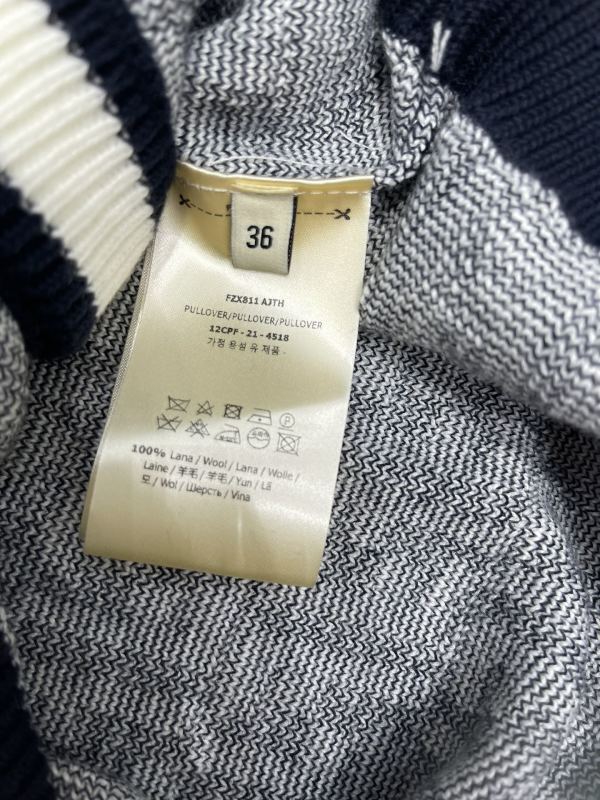 36
FZX811 AJTH
PULLOVER/PULLOVER/PULLOVER
12CPF - 21 - 4518
가정 용섬 유 제품 -
100% Lana / Wool / Lana / Wolle /
Laine / 羊毛 / 羊毛 / Yun / Lã
모 / Wol / Шерсть / Vina